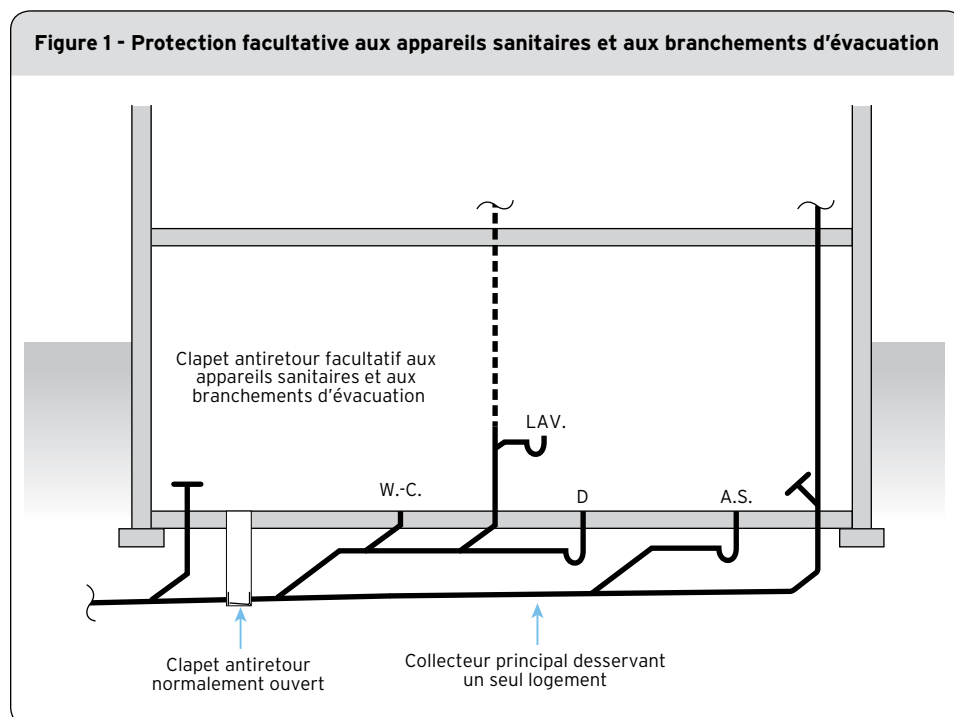 Figure 1 - Protection facultative aux appareils sanitaires et aux branchements d'évacuation
Clapet antiretour facultatif aux
appareils sanitaires et aux
branchements d'évacuation
LAV.
W.-C.
D
A.S.
Clapet antiretour
normalement ouvert
Collecteur principal desservant
un seul logement